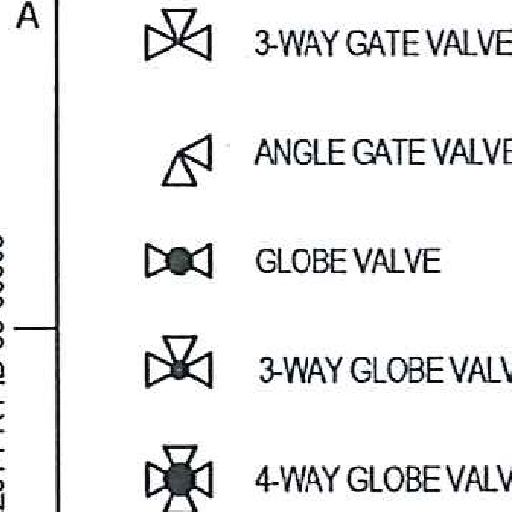 A
3-WAY GATE VALVE
ANGLE GATE VALVE
GLOBE VALVE
3-WAY GLOBE VALV
4-WAY GLOBE VALV